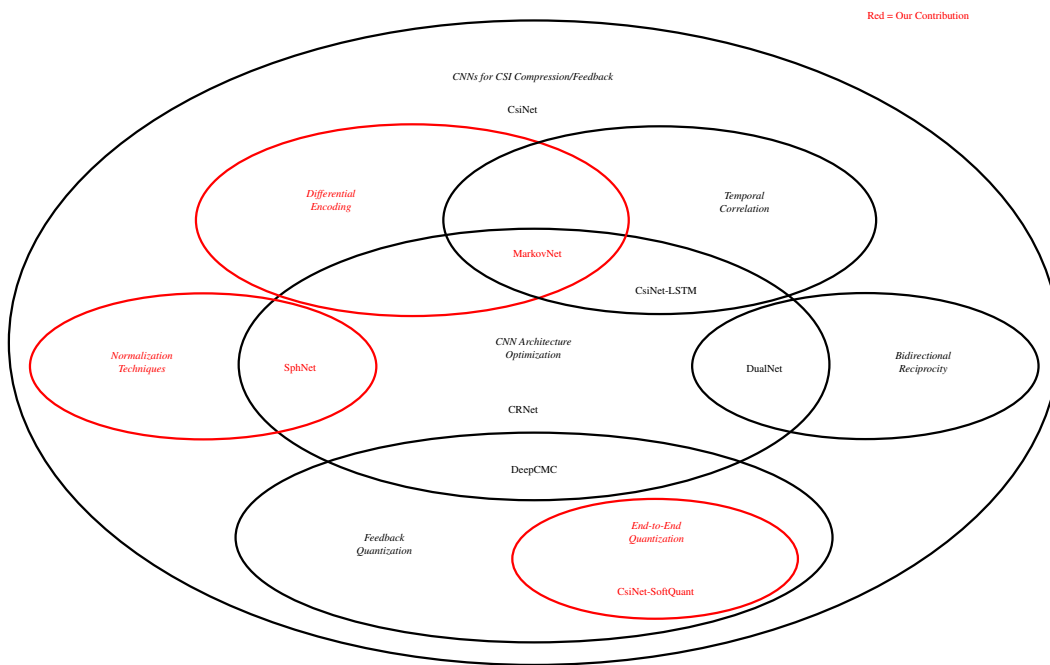 Red = Our Contribution
CNNs for CSI Compression/Feedback
CsiNet
Differential
Encoding
Temporal
Correlation
MarkovNet
CsiNet-LSTM
Normalization
Techniques
SphNet
CNN Architecture
Optimization
DualNet
Bidirectional
Reciprocity
CRNet
DeepCMC
Feedback
Quantization
End-to-End
Quantization
CsiNet-SoftQuant